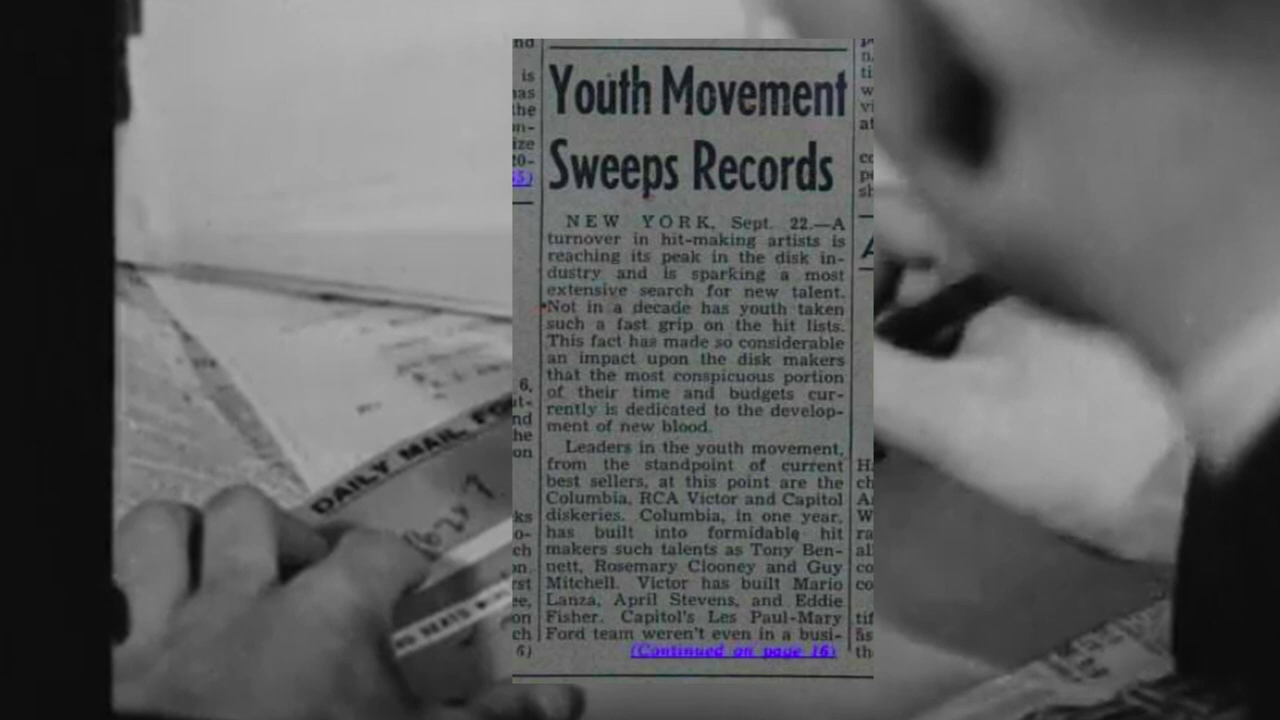 Youth Movement
Sweeps Records
NEW YORK, Sept. 22.—A
turnover in hit-making artists is
reaching its peak in the disk in-
dustry and is sparking a most
extensive search for new talent.
Not in a decade has youth taken
such a fast grip on the hit lists.
This fact has made so considerable
an impact upon the disk makers
that the most conspicuous portion
of their time and budgets cur-
rently is dedicated to the develop-
ment of new blood.
Leaders in the youth movement,
from the standpoint of current
best sellers, at this point are the
Columbia, RCA Victor and Capitol
diskeries. Columbia, in one year,
has built into formidable hit
makers such talents as Tony Ben-
nett, Rosemary Clooney and Guy
Mitchell. Victor has built Mario
Lanza, April Stevens, and Eddie
Fisher. Capitol's Les Paul-Mary
Ford team weren't even in a busi-
(Continued on page 16)
DAILY MAIL